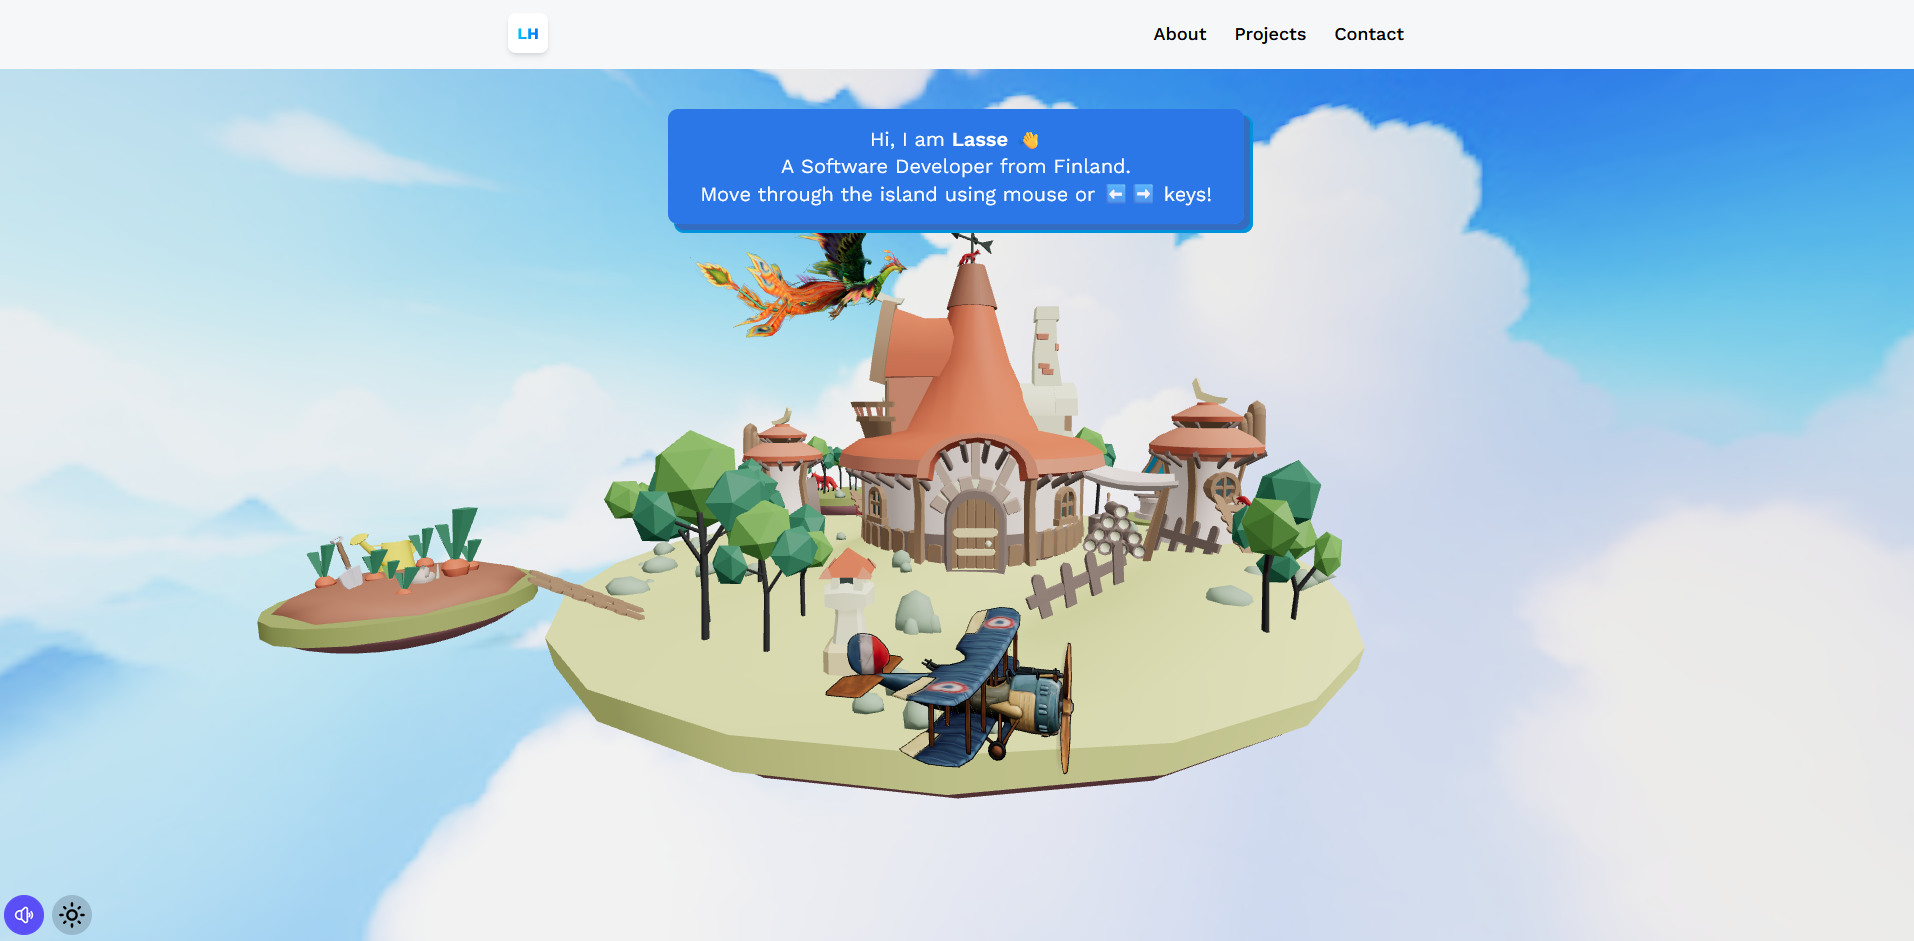 LH
About Projects Contact
Hi, I am Lasse 👋
A Software Developer from Finland.
Move through the island using mouse or ⬅️ ➡️ keys!